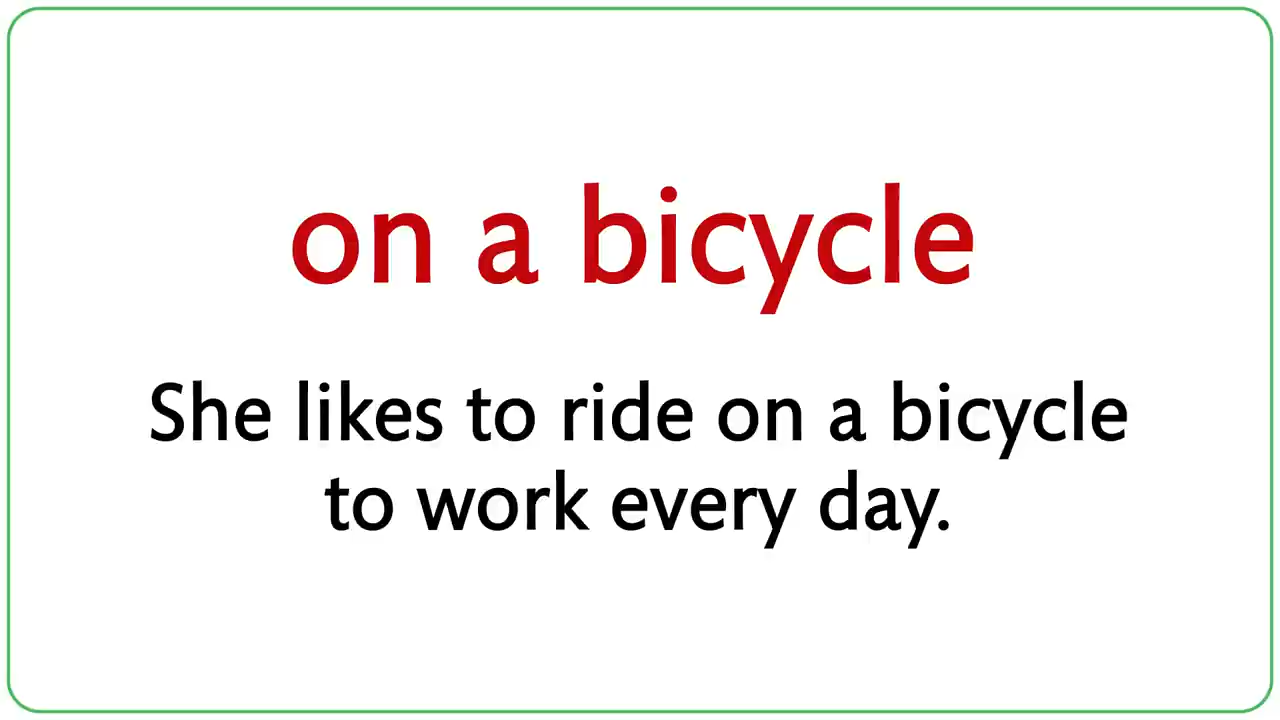 on a bicycle
She likes to ride on a bicycle
to work every day.